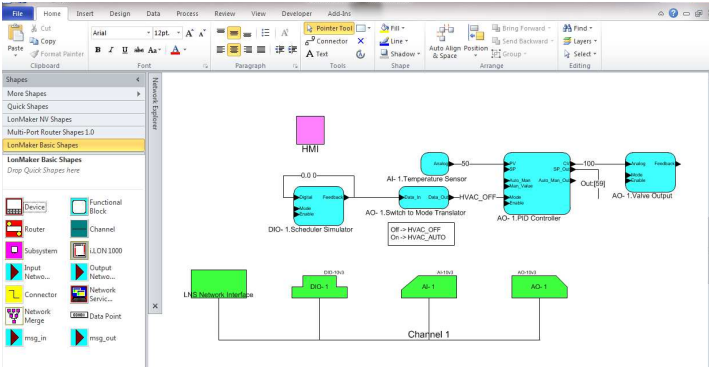 File Home Insert Design Data Process Review View Developer Add-Ins
Cut
Copy
Format Painter
Paste
Clipboard
Arial 12pt.
B I U abc Aa A
Font
Paragraph
Pointer Tool
Connector
A Text
Tools
Fill
Line
Shadow
Shape
Auto Align & Space
Position
Bring Forward
Send Backward
Group
Arrange
Find
Layers
Select
Editing
Shapes
More Shapes
Quick Shapes
LonMaker NV Shapes
Multi-Port Router Shapes 1.0
LonMaker Basic Shapes
LonMaker Basic Shapes
Drop Quick Shapes here
Device
Functional Block
Router
Channel
Subsystem
i.LON 1000
Input Netwo...
Output Netwo...
Connector
Network Servic...
Network Merge
Data Point
msg_in
msg_out
Network Explorer
HMI
0.0
Digital Feedback
Mode
Enable
DIO- 1.Scheduler Simulator
Analog
50
AI- 1.Temperature Sensor
Data_In Data_Out
HVAC_OFF
AO- 1.Switch to Mode Translator
Off -> HVAC_OFF
On -> HVAC_AUTO
PV CV
SP SP_Out
Auto_Man Auto_Man_Out
Man_Value
Mode
Enable
AO- 1.PID Controller
100
Out:[59]
Analog Feedback
Mode
Enable
AO- 1.Valve Output
LNS Network Interface
DIO-10v3
DIO- 1
AI-10v3
AI- 1
AO-10v3
AO- 1
Channel 1